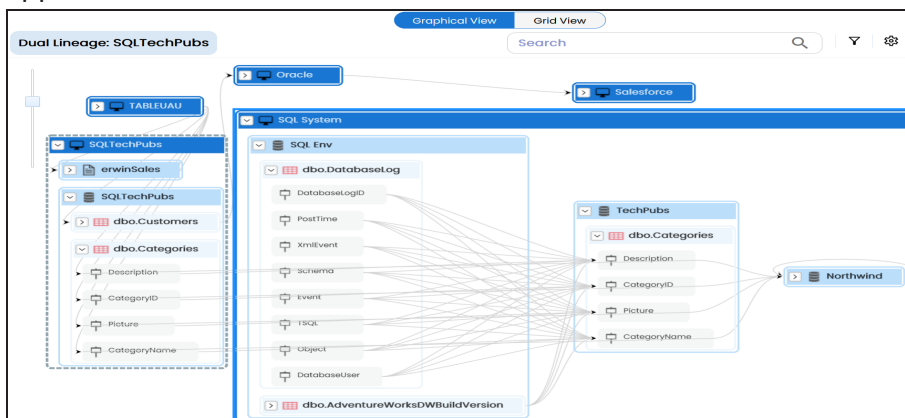 Graphical View
Grid View
Dual Lineage: SQLTechPubs
Search
Oracle
Salesforce
TABLEUAU
SQL System
SQLTechPubs
SQL Env
erwinSales
dbo.DatabaseLog
SQLTechPubs
DatabaseLogID
dbo.Customers
PostTime
TechPubs
dbo.Categories
XmlEvent
dbo.Categories
Description
Schema
Description
Northwind
CategoryID
Event
CategoryID
Picture
TSQL
Picture
CategoryName
Object
CategoryName
DatabaseUser
dbo.AdventureWorksDWBuildVersion